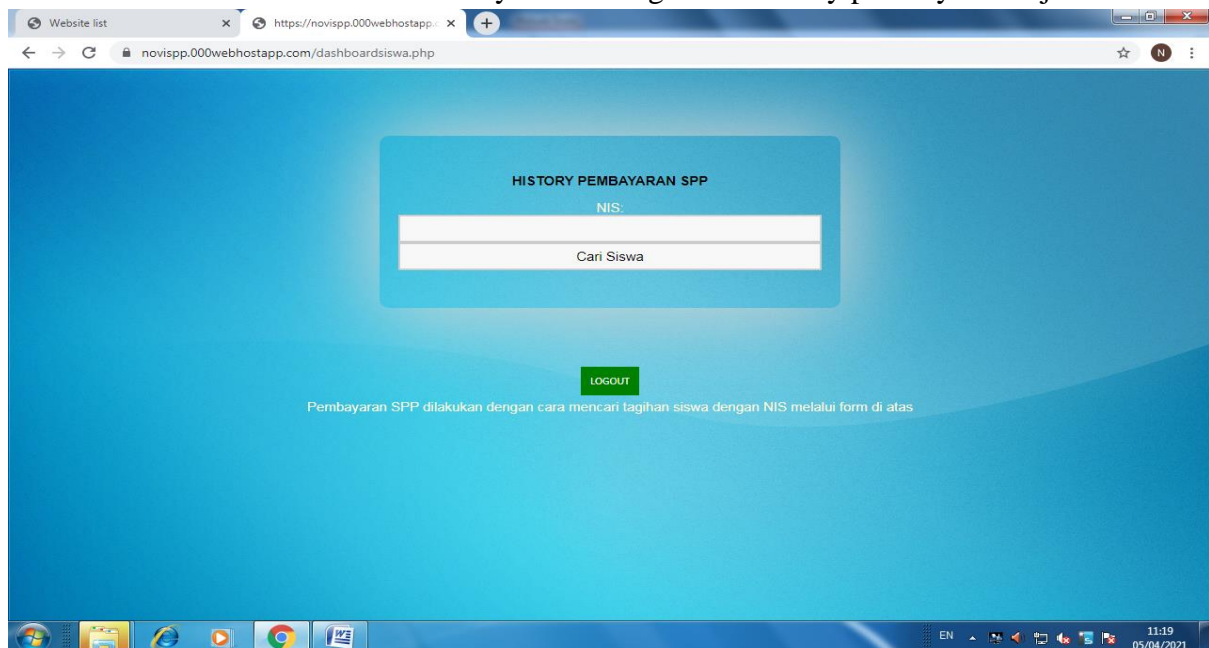 Website list
https://novispp.000webhostapp.c
novispp.000webhostapp.com/dashboardsiswa.php
N
HISTORY PEMBAYARAN SPP
NIS:
Cari Siswa
LOGOUT
Pembayaran SPP dilakukan dengan cara mencari tagihan siswa dengan NIS melalui form di atas
EN
11:19
05/04/2021